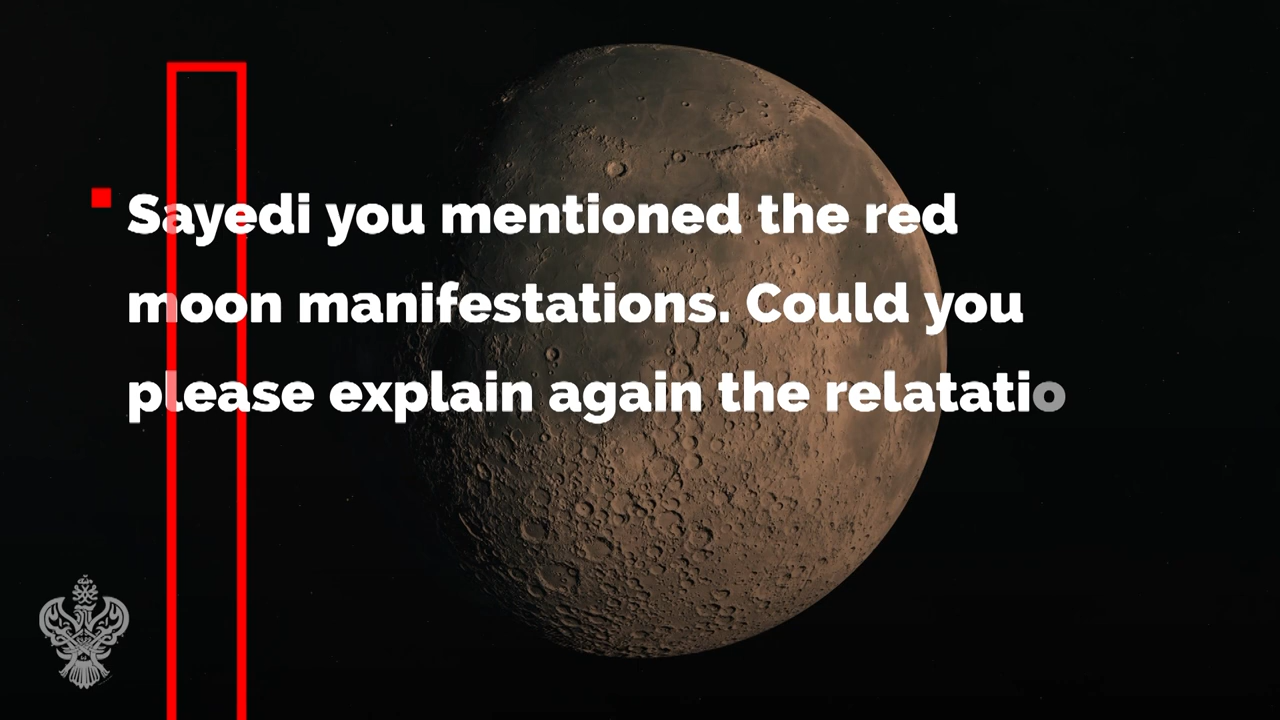 Sayedi you mentioned the red
moon manifestations. Could you
please explain again the relatatio